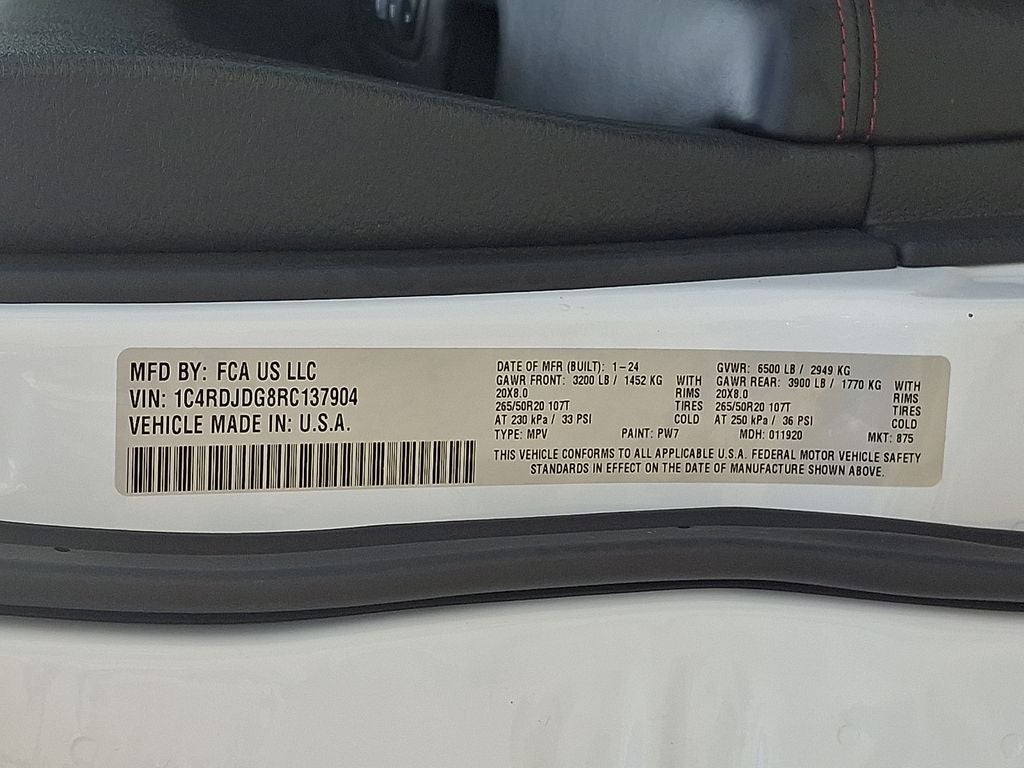 MFD BY: FCA US LLC
VIN: 1C4RDJDG8RC137904
VEHICLE MADE IN: U.S.A.
DATE OF MFR (BUILT): 1-24
GAWR FRONT: 3200 LB / 1452 KG WITH
20X8.0 RIMS
265/50R20 107T TIRES
AT 230 kPa / 33 PSI COLD
GVWR: 6500 LB / 2949 KG
GAWR REAR: 3900 LB / 1770 KG WITH
20X8.0 RIMS
265/50R20 107T TIRES
AT 250 kPa / 36 PSI COLD
TYPE: MPV PAINT: PW7 MDH: 011920 MKT: 875
THIS VEHICLE CONFORMS TO ALL APPLICABLE U.S.A. FEDERAL MOTOR VEHICLE SAFETY
STANDARDS IN EFFECT ON THE DATE OF MANUFACTURE SHOWN ABOVE.